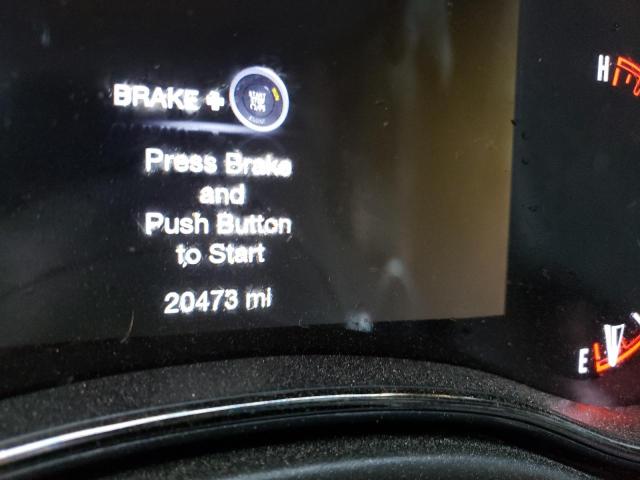 BRAKE +
H
Press Brake
and
Push Button
to Start
20473 mi
E